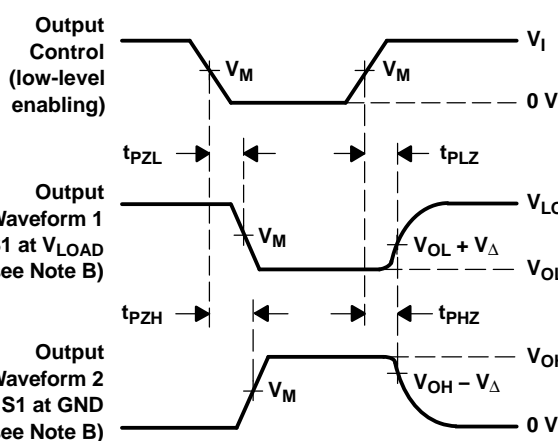 Output
Control
(low-level
enabling)
V_I
V_M
V_M
0 V
t_PZL
t_PLZ
Output
Waveform 1
S1 at V_LOAD
(see Note B)
V_M
V_OL + V_Δ
V_OL
t_PZH
t_PHZ
Output
Waveform 2
S1 at GND
(see Note B)
V_M
V_OH
V_OH − V_Δ
0 V